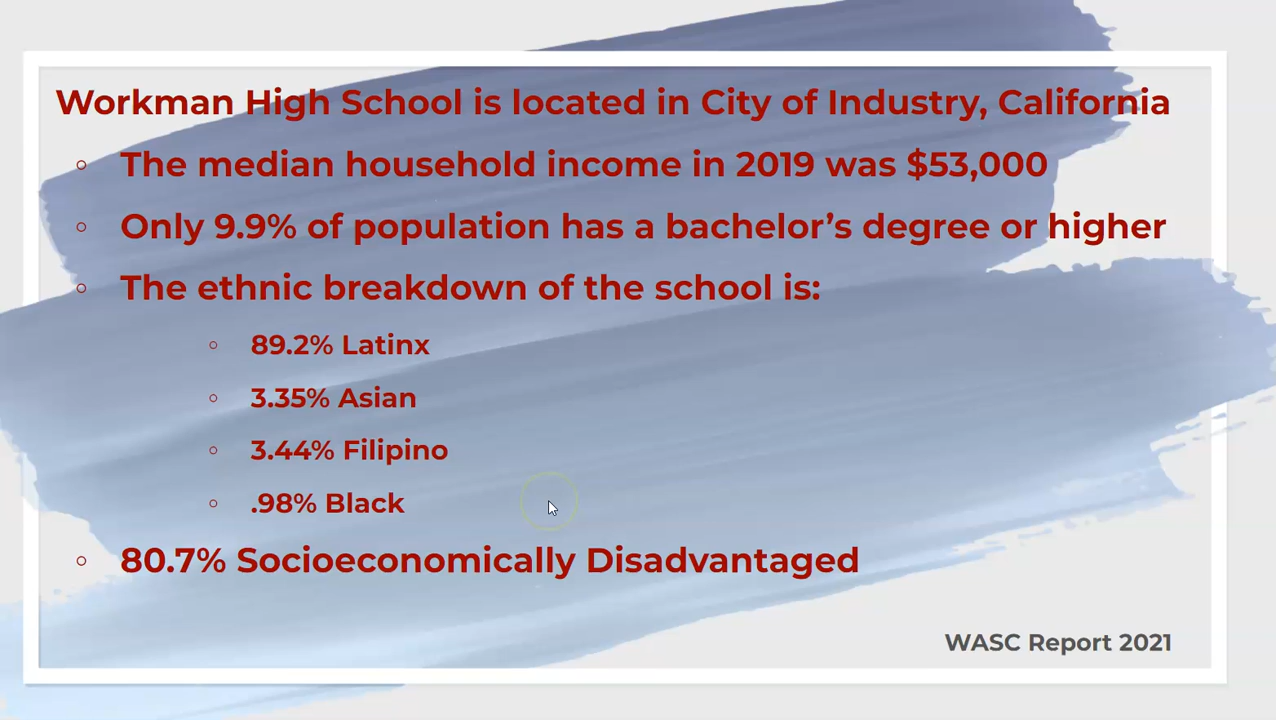 Workman High School is located in City of Industry, California
◦ The median household income in 2019 was $53,000
◦ Only 9.9% of population has a bachelor’s degree or higher
◦ The ethnic breakdown of the school is:
◦ 89.2% Latinx
◦ 3.35% Asian
◦ 3.44% Filipino
◦ .98% Black
◦ 80.7% Socioeconomically Disadvantaged
WASC Report 2021